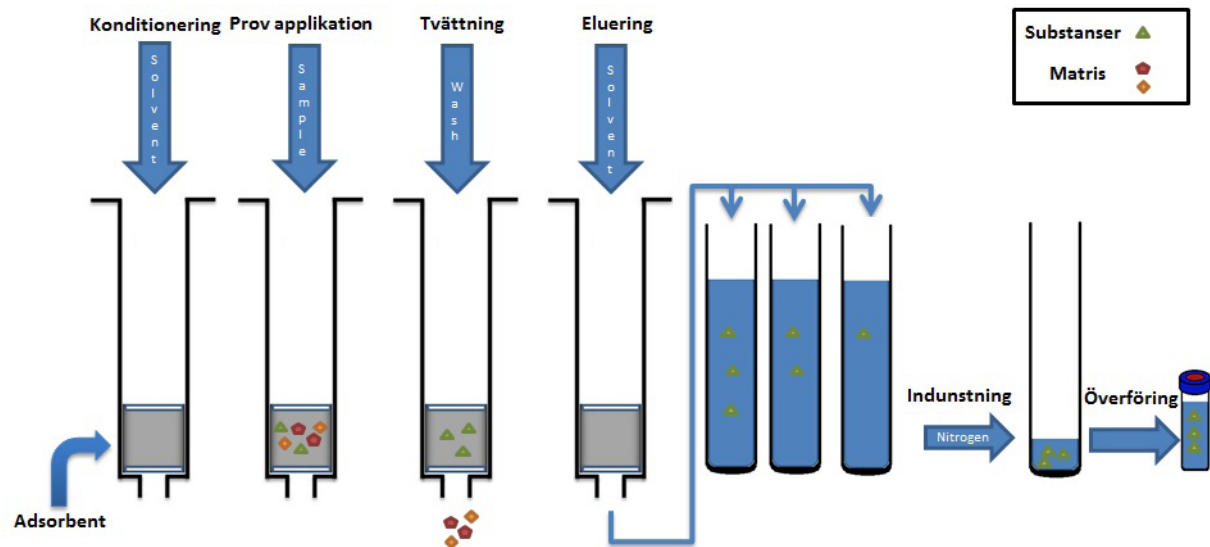 Konditionering
Prov applikation
Tvättning
Eluering
Solvent
Sample
Wash
Solvent
Substanser
Matris
Indunstning
Nitrogen
Överföring
Adsorbent